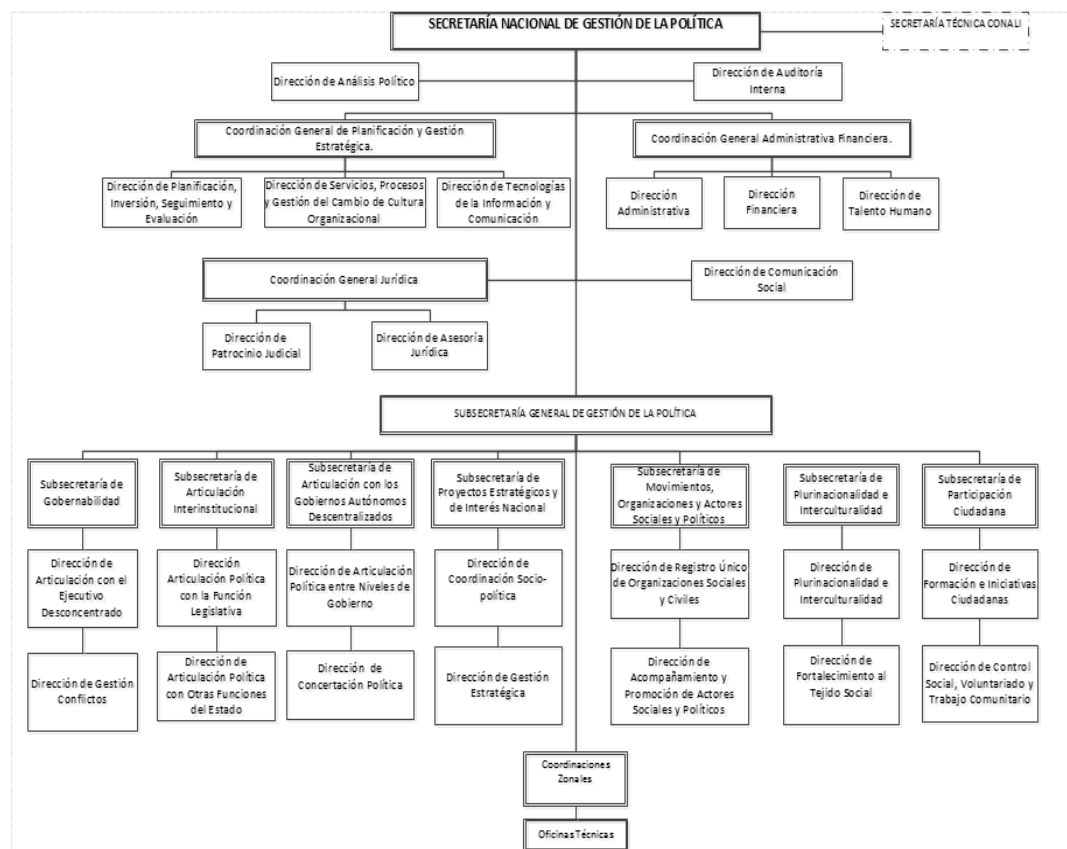 SECRETARÍA NACIONAL DE GESTIÓN DE LA POLÍTICA
SECRETARÍA TÉCNICA CONALI
Dirección de Análisis Político
Dirección de Auditoría
Interna
Coordinación General de Planificación y Gestión
Estratégica.
Coordinación General Administrativa Financiera.
Dirección de Planificación,
Inversión, Seguimiento y
Evaluación
Dirección de Servicios, Procesos
y Gestión del Cambio de Cultura
Organizacional
Dirección de Tecnologías
de la Información y
Comunicación
Dirección
Administrativa
Dirección
Financiera
Dirección de
Talento Humano
Coordinación General Jurídica
Dirección de Comunicación
Social
Dirección de
Patrocinio Judicial
Dirección de Asesoría
Jurídica
SUBSECRETARÍA GENERAL DE GESTIÓN DE LA POLÍTICA
Subsecretaría de
Gobernabilidad
Subsecretaría de
Articulación
Interinstitucional
Subsecretaría de
Articulación con los
Gobiernos Autónomos
Descentralizados
Subsecretaría de
Proyectos Estratégicos y
de Interés Nacional
Subsecretaría de
Movimientos,
Organizaciones y Actores
Sociales y Políticos
Subsecretaría de
Plurinacionalidad e
Interculturalidad
Subsecretaría de
Participación
Ciudadana
Dirección de
Articulación con el
Ejecutivo
Desconcentrado
Dirección
Articulación Política
con la Función
Legislativa
Dirección de Articulación
Política entre Niveles de
Gobierno
Dirección de
Coordinación Socio-
política
Dirección de Registro Único
de Organizaciones Sociales
y Civiles
Dirección de
Plurinacionalidad e
Interculturalidad
Dirección de
Formación e Iniciativas
Ciudadanas
Dirección de Gestión
Conflictos
Dirección de
Articulación Política
con Otras Funciones
del Estado
Dirección de
Concertación Política
Dirección de Gestión
Estratégica
Dirección de
Acompañamiento y
Promoción de Actores
Sociales y Políticos
Dirección de
Fortalecimiento al
Tejido Social
Dirección de Control
Social, Voluntariado y
Trabajo Comunitario
Coordinaciones
Zonales
Oficinas Técnicas